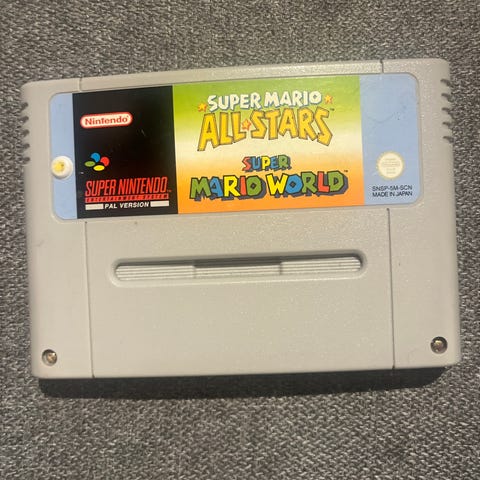 Nintendo
SUPER NINTENDO
ENTERTAINMENT SYSTEM
PAL VERSION
SUPER MARIO
ALL★STARS
SUPER
MARIO WORLD
SNSP-5M-SCN
MADE IN JAPAN